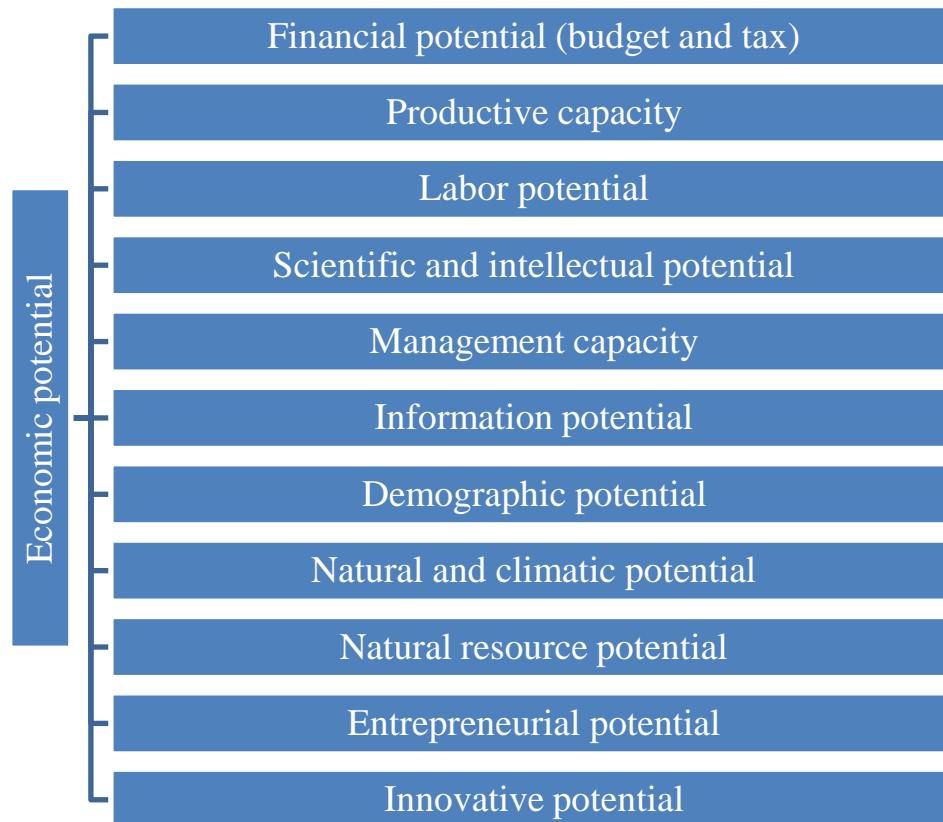 Economic potential
Financial potential (budget and tax)
Productive capacity
Labor potential
Scientific and intellectual potential
Management capacity
Information potential
Demographic potential
Natural and climatic potential
Natural resource potential
Entrepreneurial potential
Innovative potential